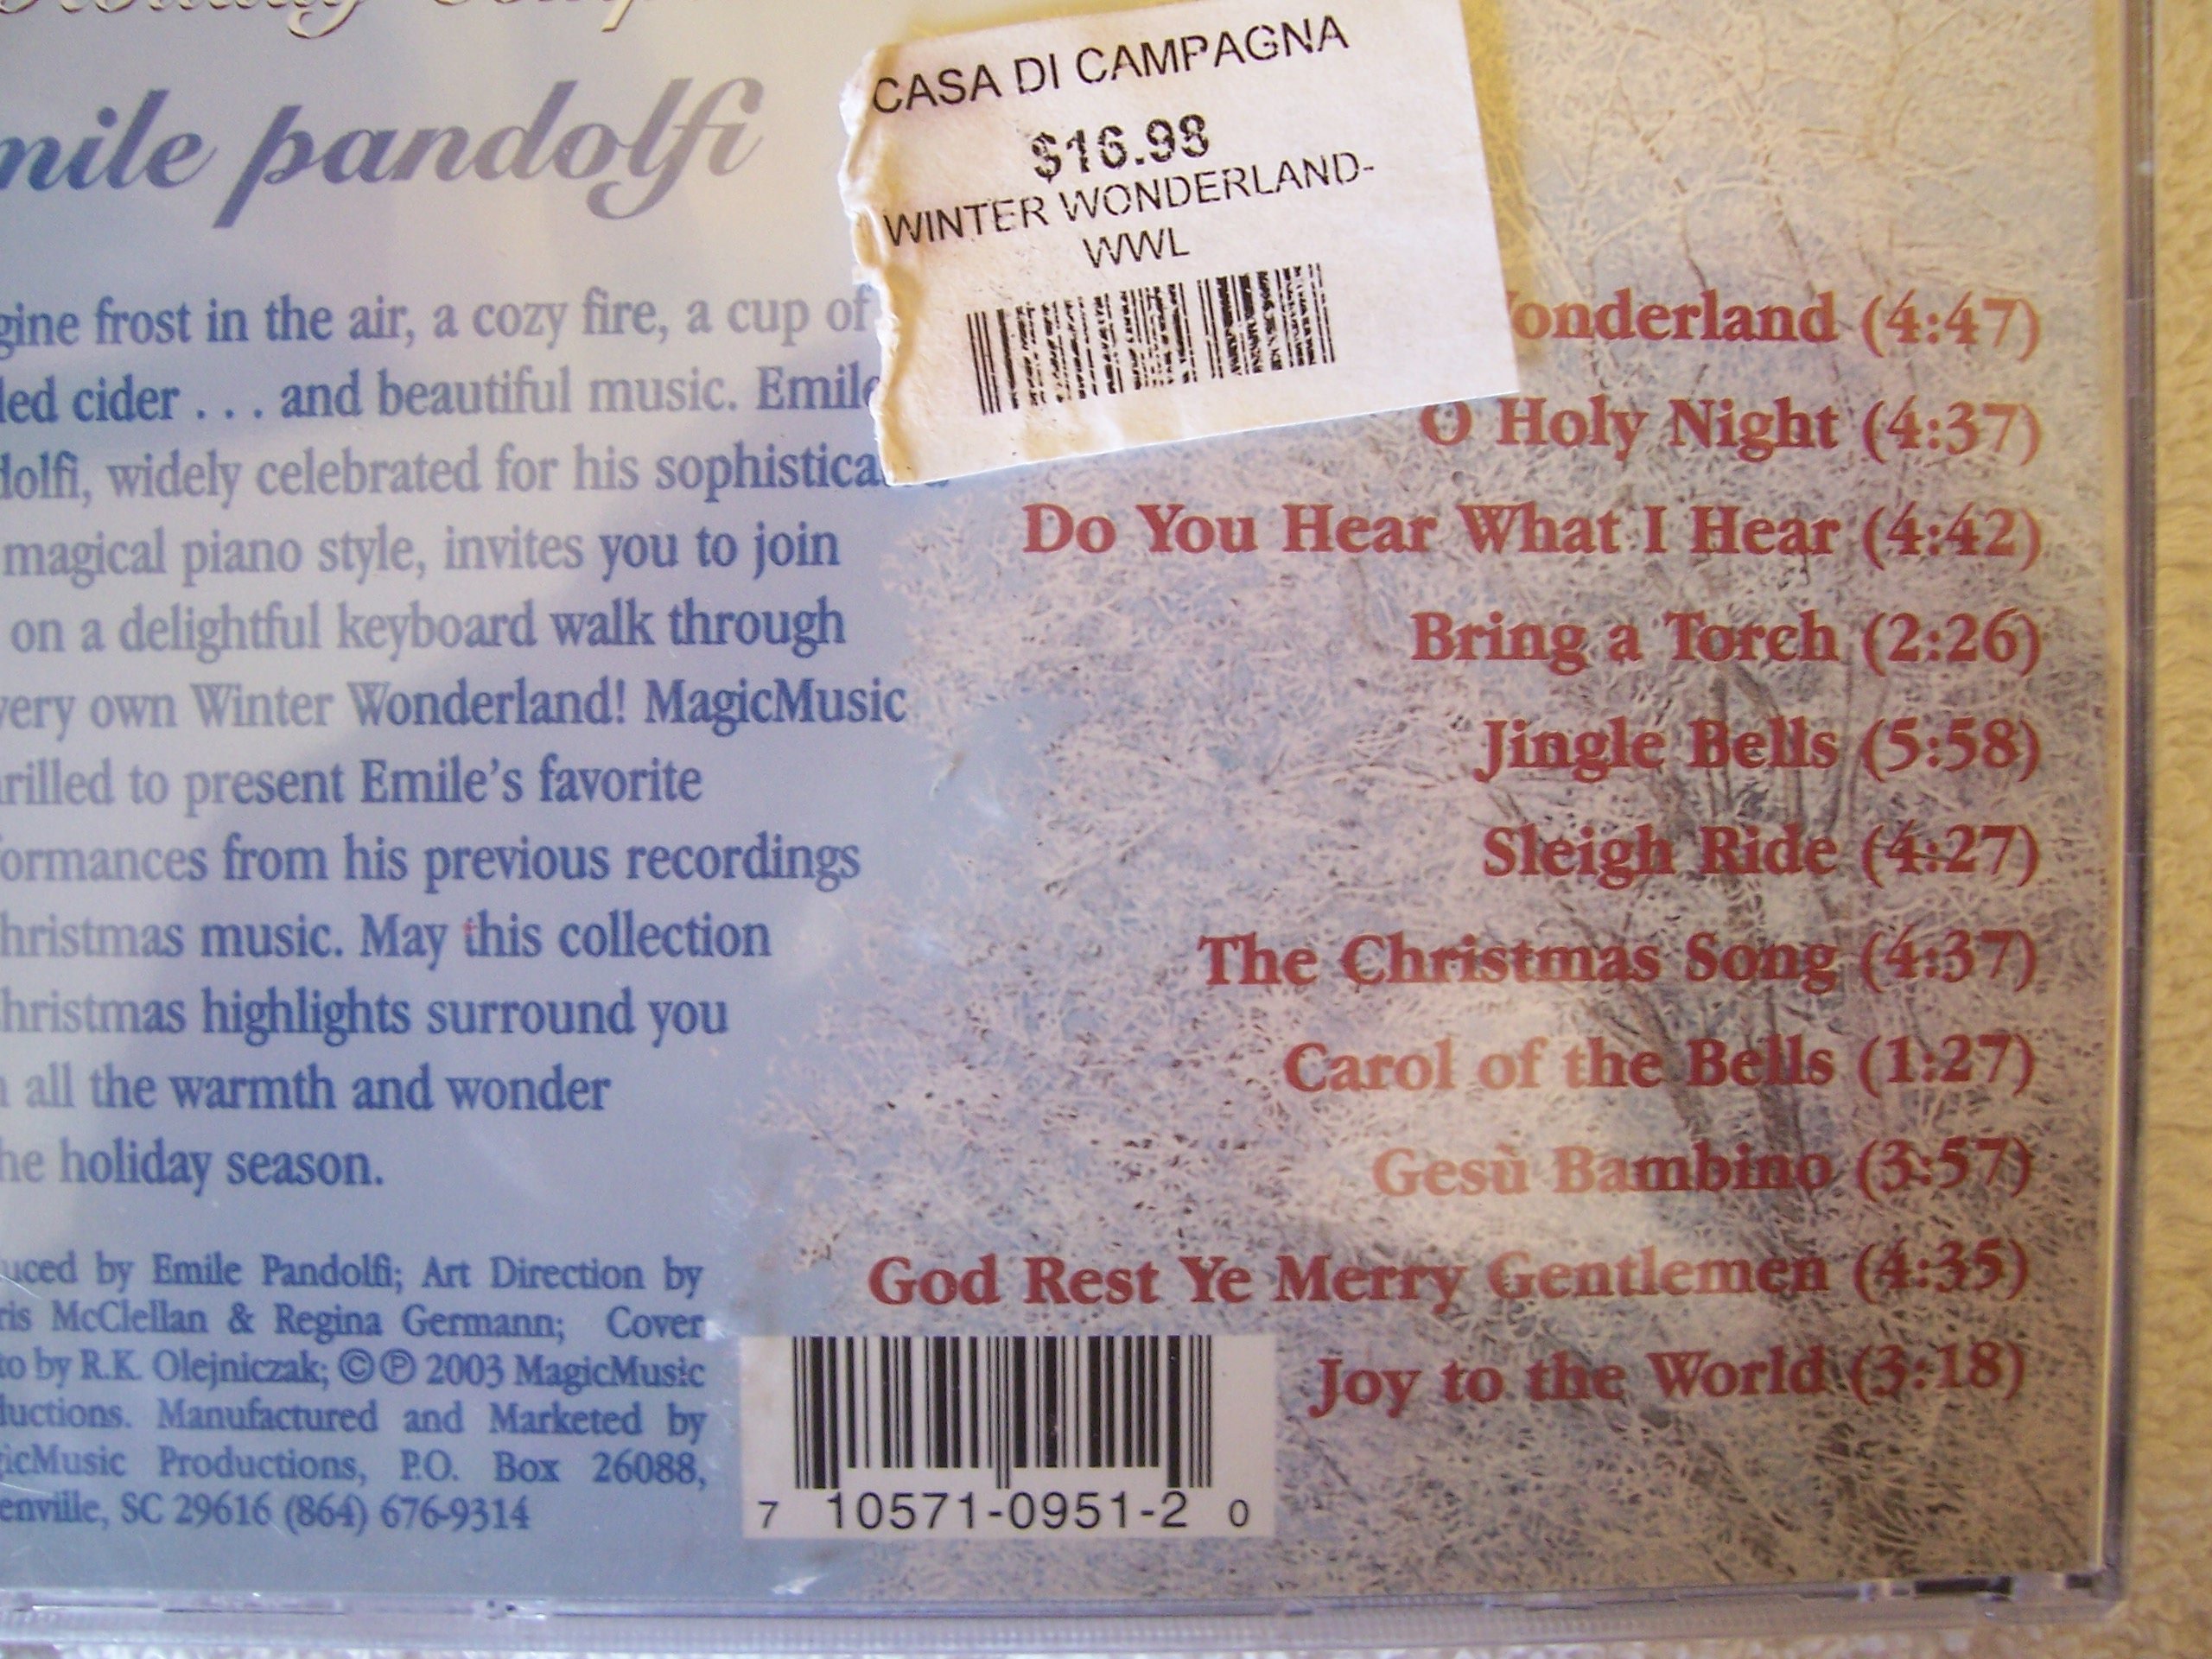 mile pandolfi
CASA DI CAMPAGNA
$16.98
WINTER WONDERLAND-
WWL
gine frost in the air, a cozy fire, a cup of
led cider . . . and beautiful music. Emile
dolfi, widely celebrated for his sophistica
magical piano style, invites you to join
on a delightful keyboard walk through
very own Winter Wonderland! MagicMusic
rilled to present Emile's favorite
formances from his previous recordings
hristmas music. May this collection
hristmas highlights surround you
all the warmth and wonder
he holiday season.
uced by Emile Pandolfi; Art Direction by
ris McClellan & Regina Germann; Cover
to by R.K. Olejniczak; ©℗ 2003 MagicMusic
ductions. Manufactured and Marketed by
icMusic Productions, P.O. Box 26088,
enville, SC 29616 (864) 676-9314
onderland (4:47)
O Holy Night (4:37)
Do You Hear What I Hear (4:42)
Bring a Torch (2:26)
Jingle Bells (5:58)
Sleigh Ride (4:27)
The Christmas Song (4:37)
Carol of the Bells (1:27)
Gesù Bambino (3:57)
God Rest Ye Merry Gentlemen (4:35)
Joy to the World (3:18)
7 10571-0951-2 0